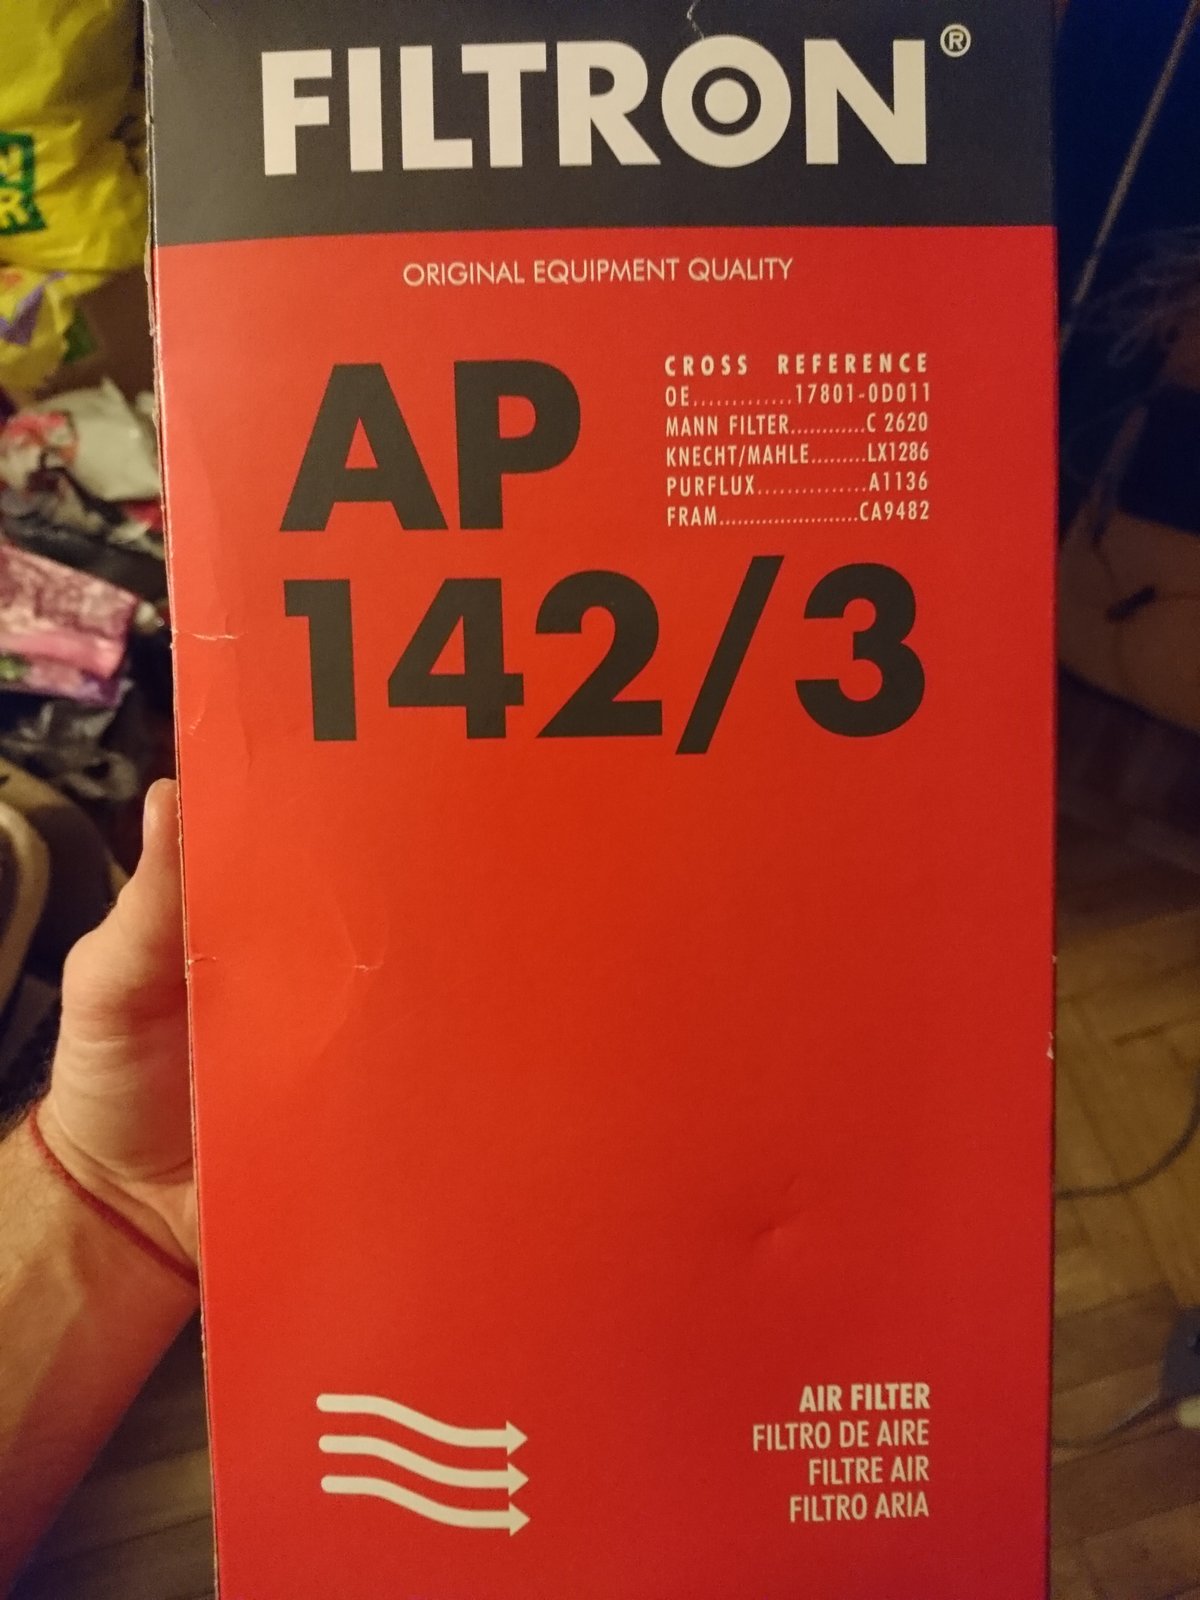 FILTRON®
ORIGINAL EQUIPMENT QUALITY
AP
142/3
CROSS REFERENCE
OE.............17801-0D011
MANN FILTER............C 2620
KNECHT/MAHLE.........LX1286
PURFLUX...............A1136
FRAM.......................CA9482
AIR FILTER
FILTRO DE AIRE
FILTRE AIR
FILTRO ARIA